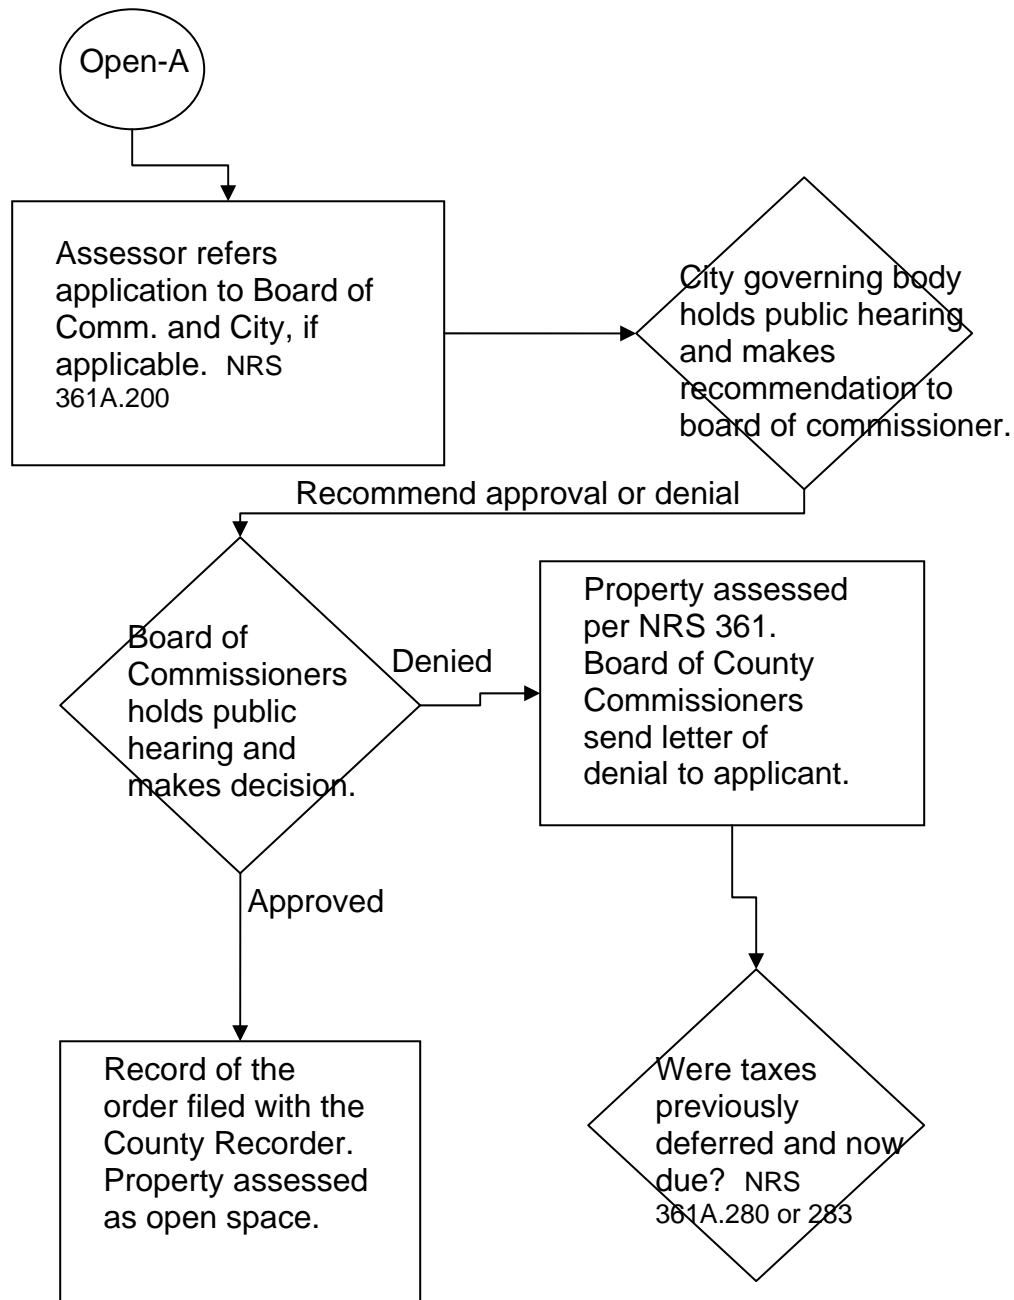 Open-A
Assessor refers
application to Board of
Comm. and City, if
applicable. NRS
361A.200
City governing body
holds public hearing
and makes
recommendation to
board of commissioner.
Recommend approval or denial
Board of
Commissioners
holds public
hearing and
makes decision.
Denied
Property assessed
per NRS 361.
Board of County
Commissioners
send letter of
denial to applicant.
Approved
Record of the
order filed with the
County Recorder.
Property assessed
as open space.
Were taxes
previously
deferred and now
due? NRS
361A.280 or 283